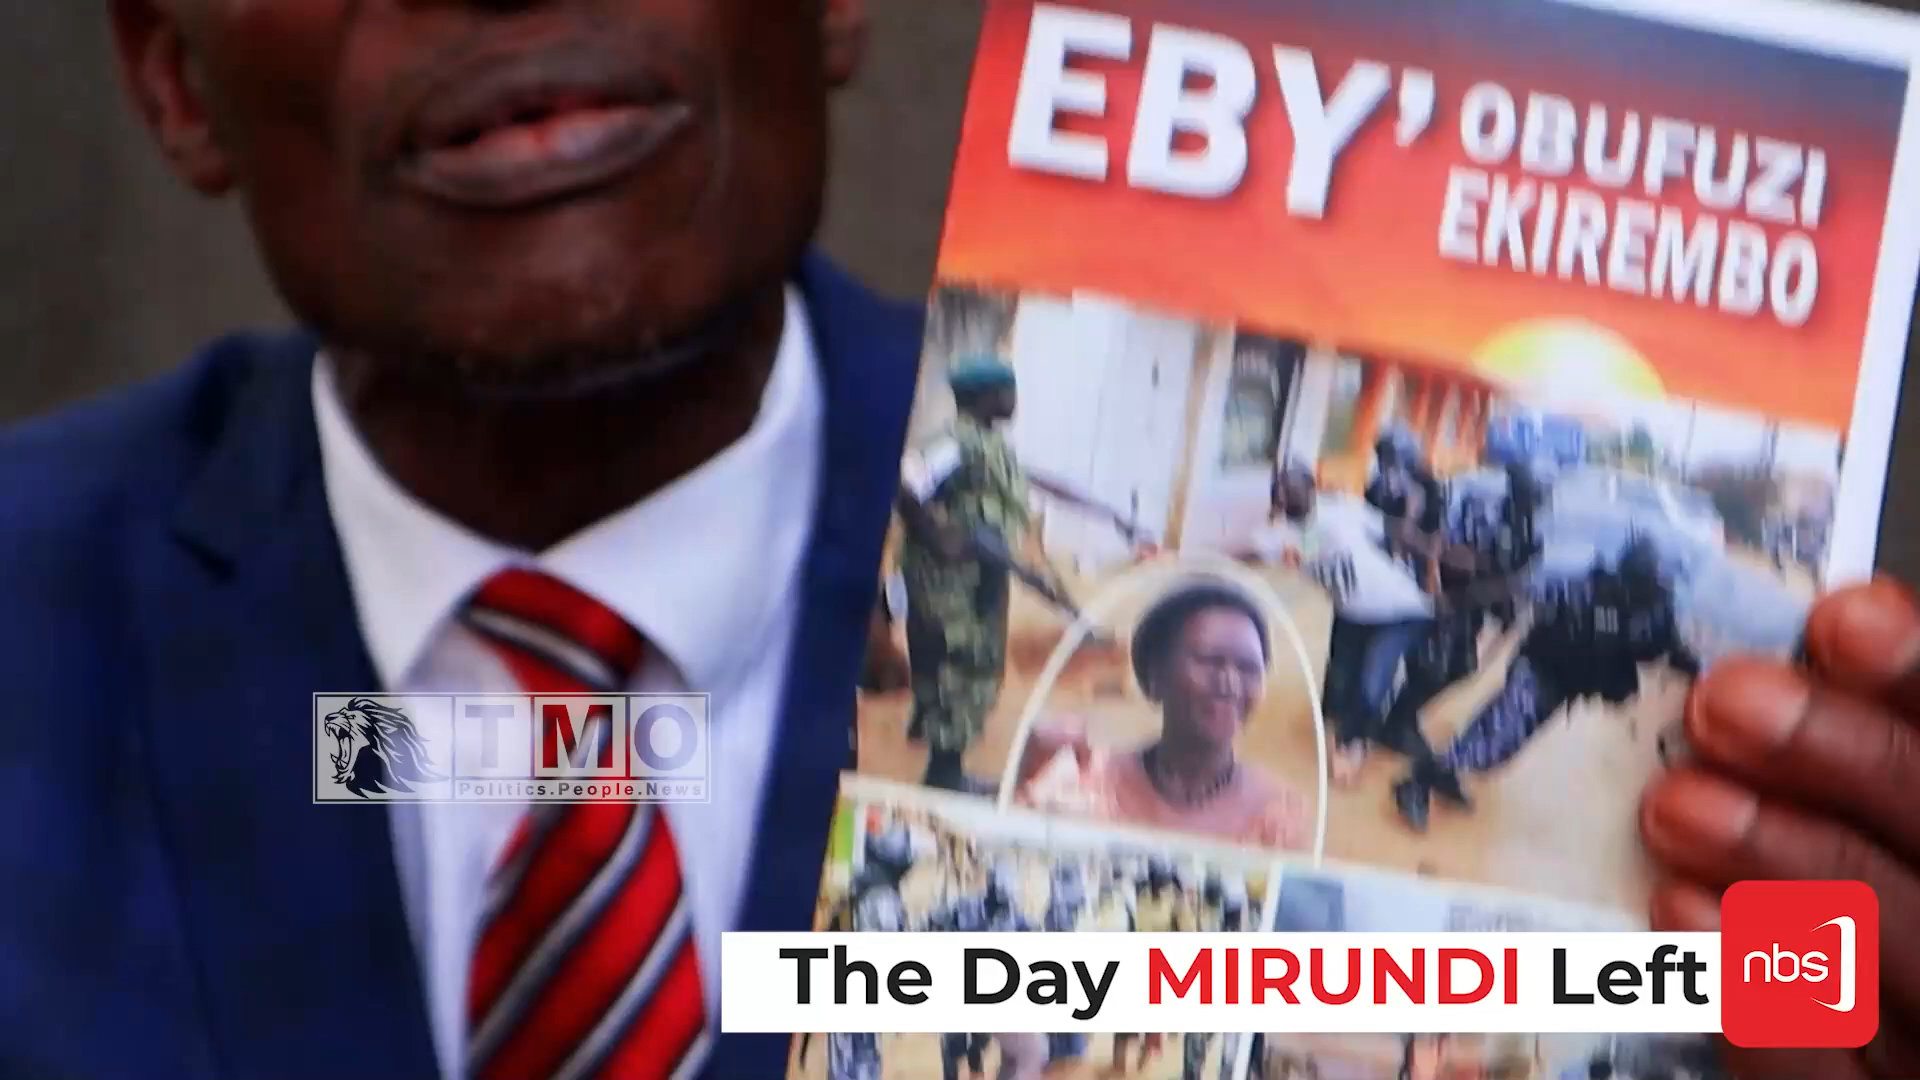 EBY' OBUFUZI
EKIREMBO
TMO
Politics.People.News
The Day MIRUNDI Left
nbs